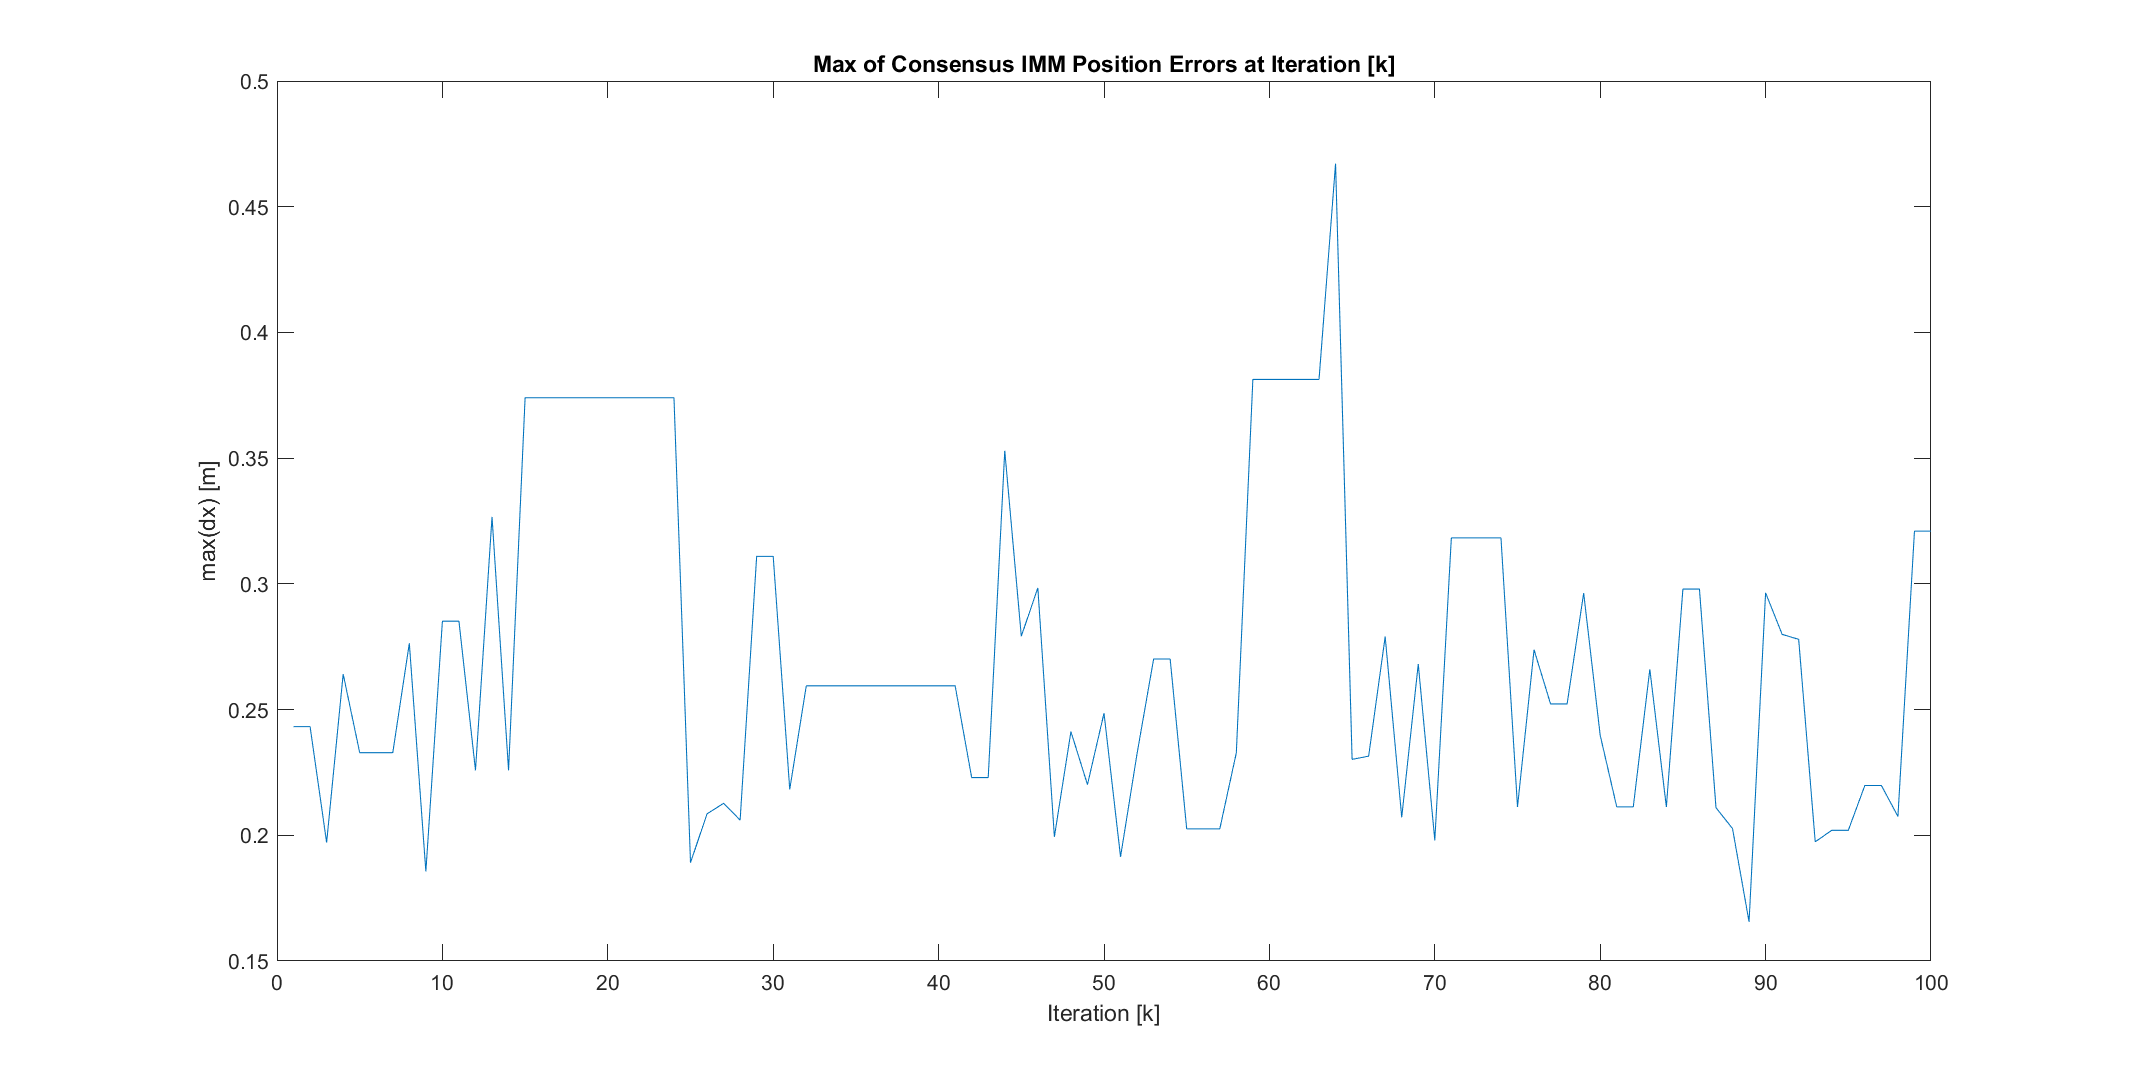 Max of Consensus IMM Position Errors at Iteration [k]
0.5
0.45
0.4
0.35
0.3
0.25
0.2
0.15
max(dx) [m]
0 10 20 30 40 50 60 70 80 90 100
Iteration [k]